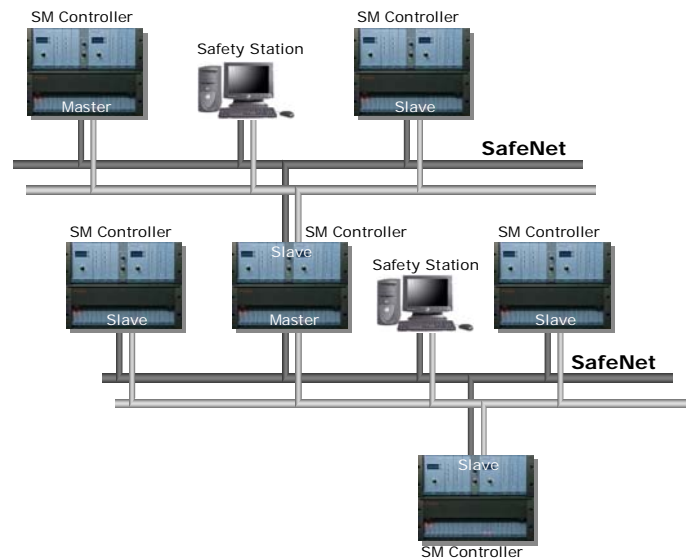 SM Controller
SM Controller
Safety Station
Master
Slave
SafeNet
SM Controller
SM Controller
SM Controller
Slave
Safety Station
Slave
Master
Slave
SafeNet
Slave
SM Controller